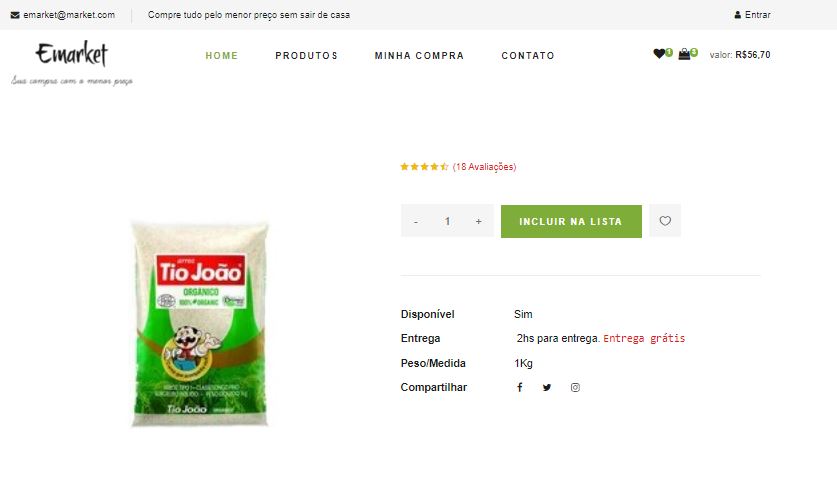 emarket@market.com
Compre tudo pelo menor preço sem sair de casa
Entrar
Emarket
Sua compra com o menor preço
HOME
PRODUTOS
MINHA COMPRA
CONTATO
1
3
valor: R$56,70
(18 Avaliações)
- 1 +
INCLUIR NA LISTA
arroz
Tio João
ORGÂNICO
100% ORGANIC
Tio João
Disponível Sim
Entrega 2hs para entrega. Entrega grátis
Peso/Medida 1Kg
Compartilhar